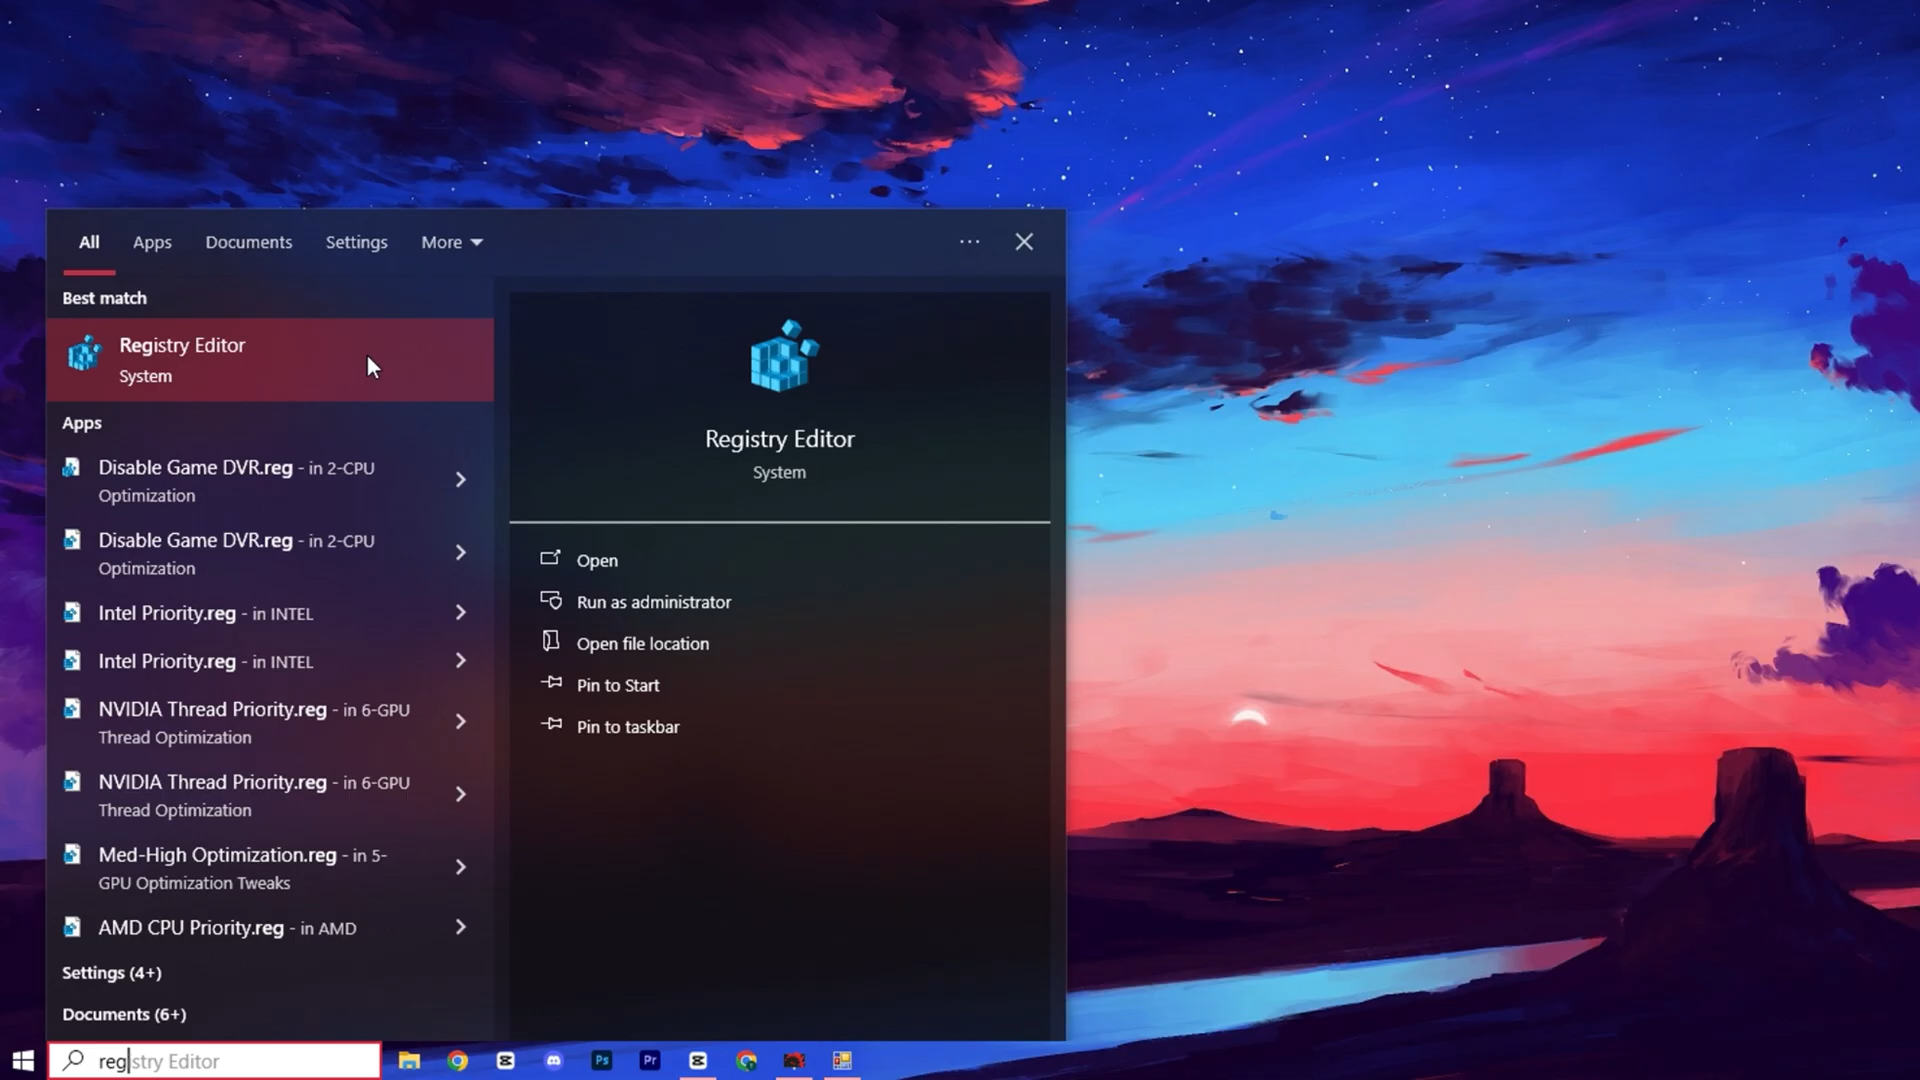 All Apps Documents Settings More
Best match
Registry Editor
System
Apps
Disable Game DVR.reg - in 2-CPU
Optimization
Disable Game DVR.reg - in 2-CPU
Optimization
Intel Priority.reg - in INTEL
Intel Priority.reg - in INTEL
NVIDIA Thread Priority.reg - in 6-GPU
Thread Optimization
NVIDIA Thread Priority.reg - in 6-GPU
Thread Optimization
Med-High Optimization.reg - in 5-
GPU Optimization Tweaks
AMD CPU Priority.reg - in AMD
Settings (4+)
Documents (6+)
Registry Editor
System
Open
Run as administrator
Open file location
Pin to Start
Pin to taskbar
registry Editor
Ps Pr